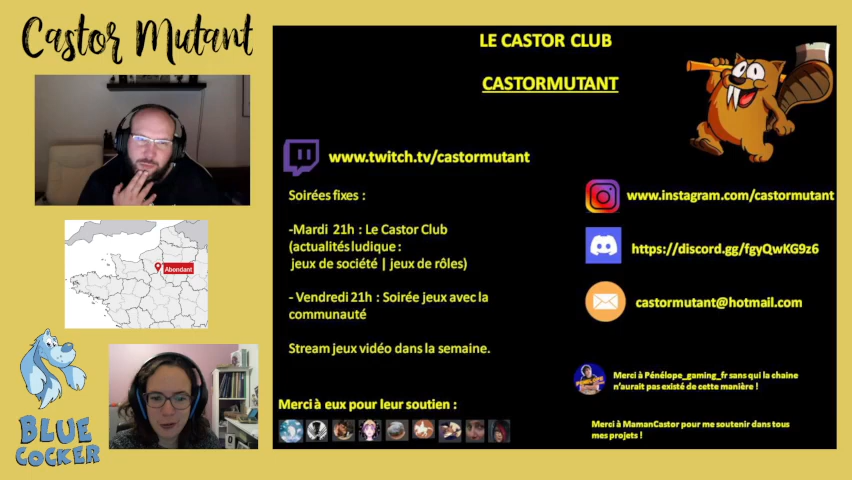 Castor Mutant
LE CASTOR CLUB
CASTORMUTANT
www.twitch.tv/castormutant
Soirées fixes :
-Mardi 21h : Le Castor Club
(actualités ludique :
jeux de société | jeux de rôles)
- Vendredi 21h : Soirée jeux avec la
communauté
Stream jeux vidéo dans la semaine.
Merci à eux pour leur soutien :
www.instagram.com/castormutant
https://discord.gg/fgyQwKG9z6
castormutant@hotmail.com
Merci à Pénélope_gaming_fr sans qui la chaine
n'aurait pas existé de cette manière !
Merci à MamanCastor pour me soutenir dans tous
mes projets !
Abondant
BLUE
COCKER